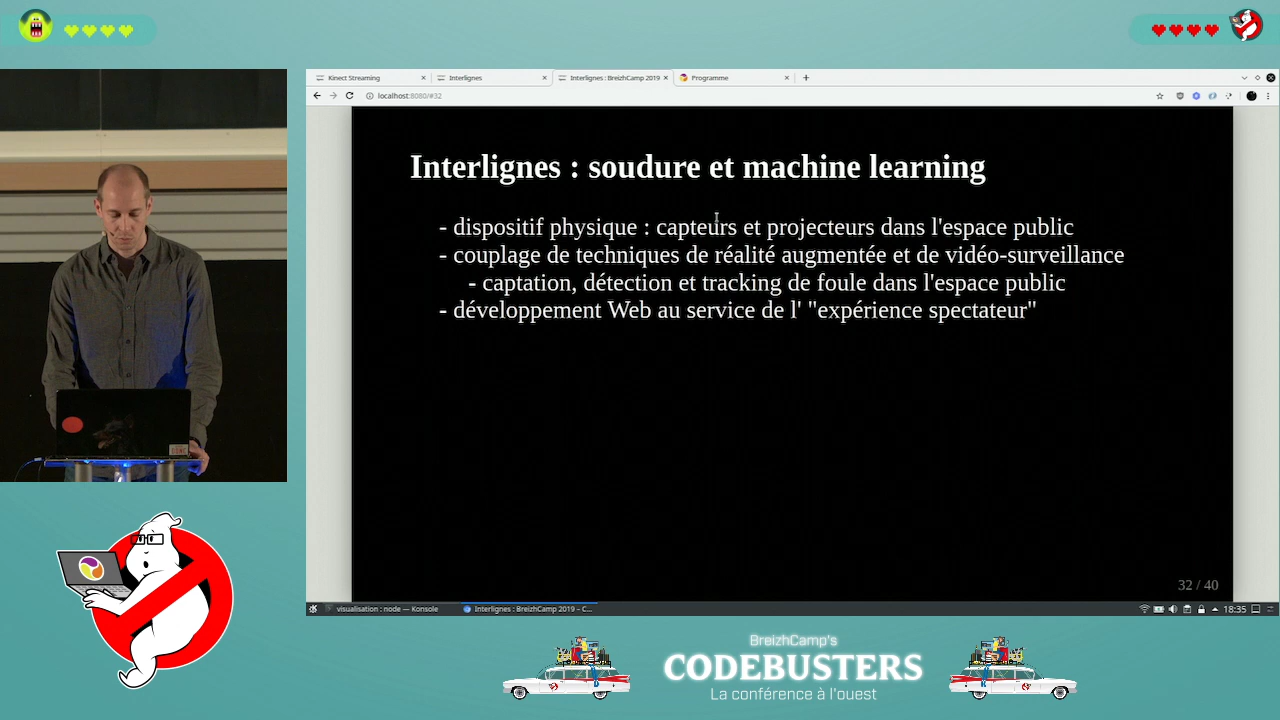 Kinect Streaming
Interlignes
Interlignes : BreizhCamp 2019
Programme
localhost:8080/#32
Interlignes : soudure et machine learning
- dispositif physique : capteurs et projecteurs dans l'espace public
- couplage de techniques de réalité augmentée et de vidéo-surveillance
- captation, détection et tracking de foule dans l'espace public
- développement Web au service de l' "expérience spectateur"
32 / 40
visualisation : node — Konsole
Interlignes : BreizhCamp 2019 – C...
18:35
BreizhCamp's
CODEBUSTERS
La conférence à l'ouest